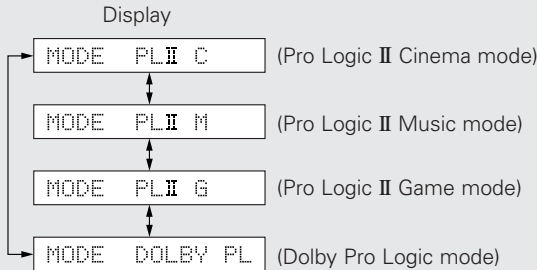 Display
MODE PLⅡ C (Pro Logic Ⅱ Cinema mode)
MODE PLⅡ M (Pro Logic Ⅱ Music mode)
MODE PLⅡ G (Pro Logic Ⅱ Game mode)
MODE DOLBY PL (Dolby Pro Logic mode)